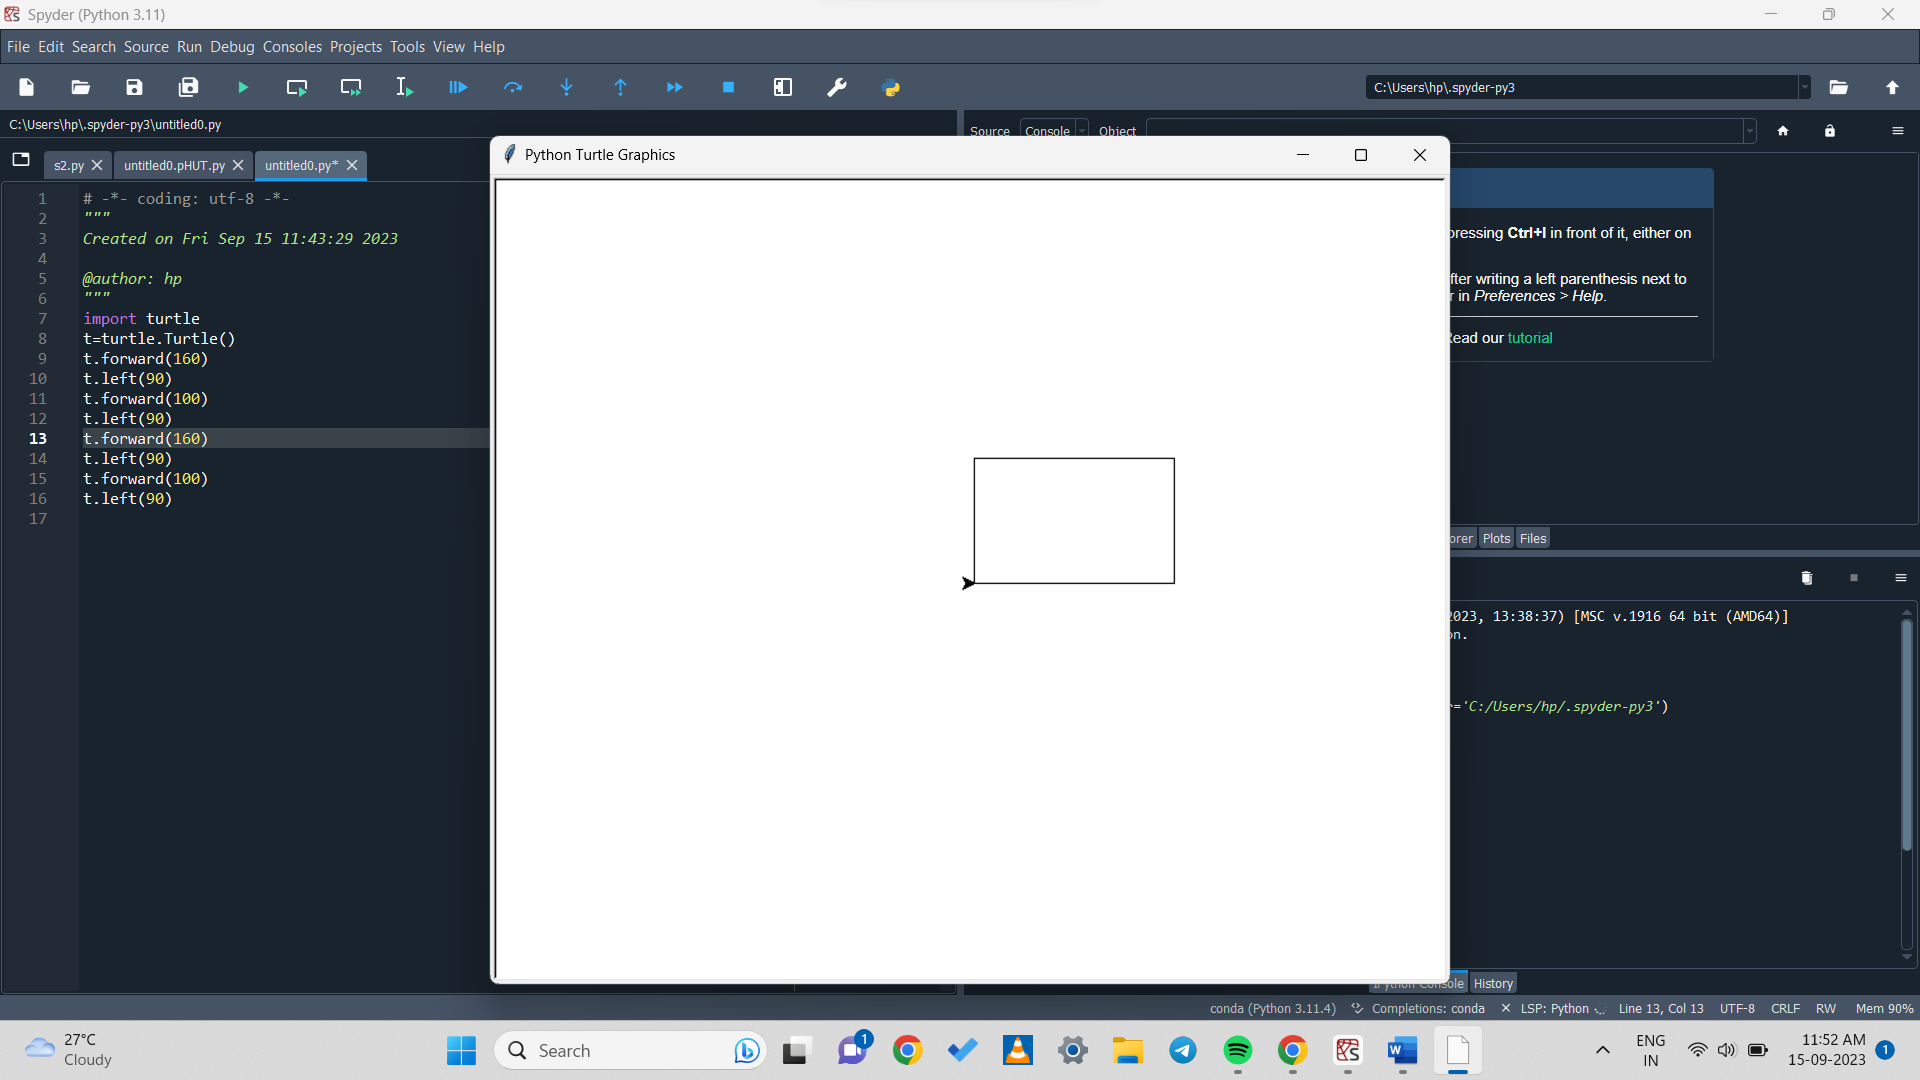 Spyder (Python 3.11)
File Edit Search Source Run Debug Consoles Projects Tools View Help
C:\Users\hp\.spyder-py3
C:\Users\hp\.spyder-py3\untitled0.py
Source Console Object
s2.py untitled0.pHUT.py untitled0.py*
1 # -*- coding: utf-8 -*-
2 """
3 Created on Fri Sep 15 11:43:29 2023
4
5 @author: hp
6 """
7 import turtle
8 t=turtle.Turtle()
9 t.forward(160)
10 t.left(90)
11 t.forward(100)
12 t.left(90)
13 t.forward(160)
14 t.left(90)
15 t.forward(100)
16 t.left(90)
17
Python Turtle Graphics
pressing Ctrl+I in front of it, either on
fter writing a left parenthesis next to
r in Preferences > Help.
Read our tutorial
orer Plots Files
2023, 13:38:37) [MSC v.1916 64 bit (AMD64)]
on.
='C:/Users/hp/.spyder-py3')
IPython Console History
conda (Python 3.11.4) Completions: conda LSP: Python Line 13, Col 13 UTF-8 CRLF RW Mem 90%
27°C
Cloudy
Search
1
ENG
IN
11:52 AM
15-09-2023
1